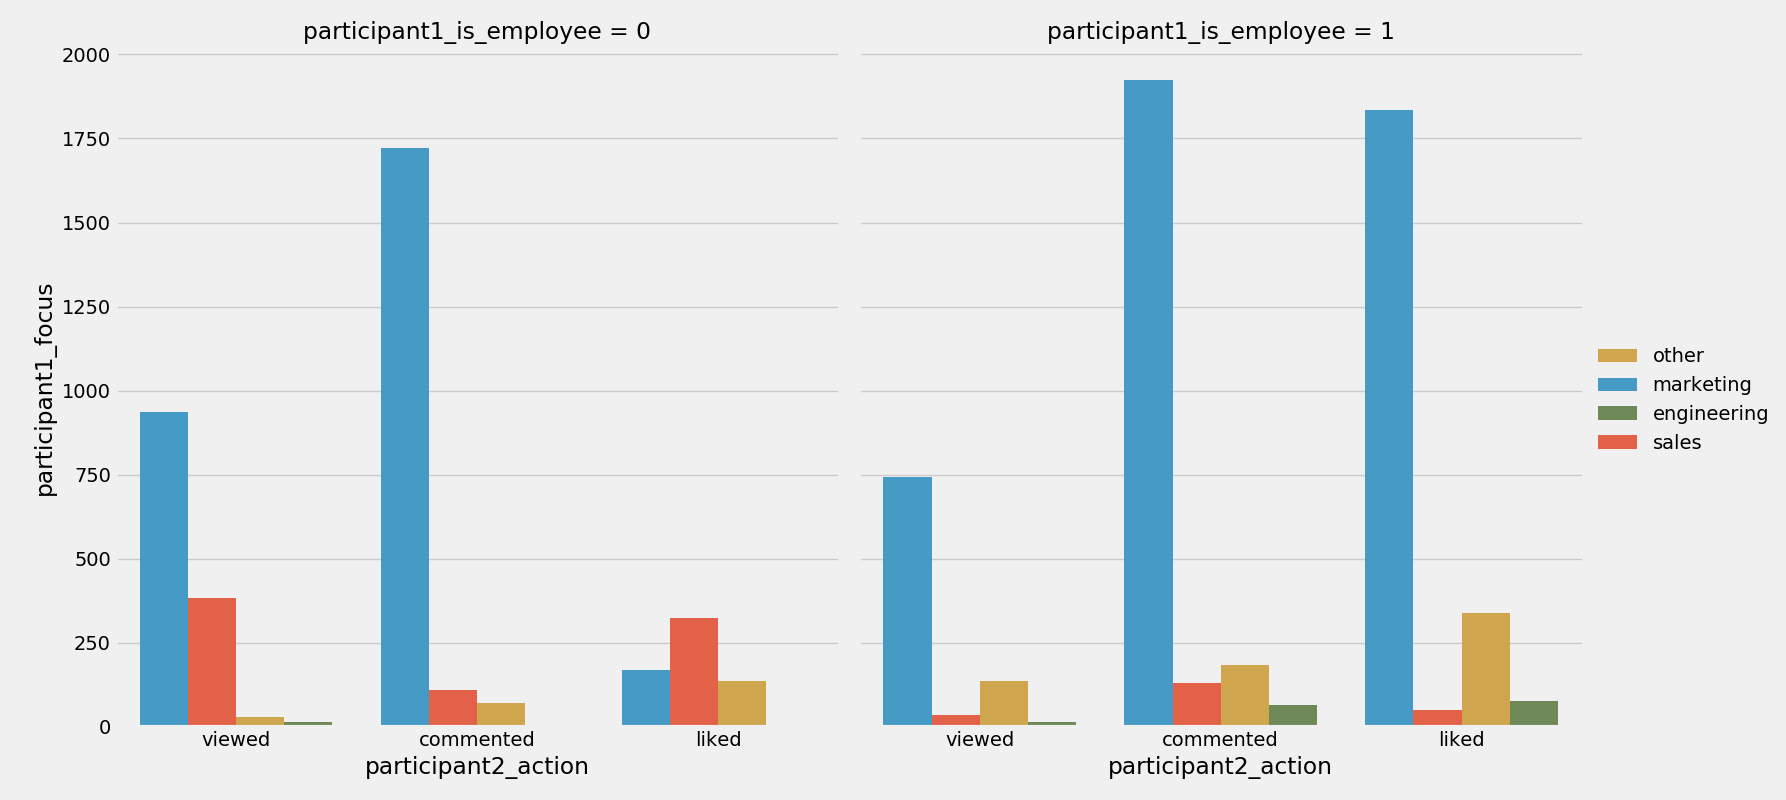 participant1_is_employee = 0
participant1_is_employee = 1
2000
1750
1500
1250
1000
750
500
250
0
participant1_focus
viewed
commented
liked
viewed
commented
liked
participant2_action
participant2_action
other
marketing
engineering
sales